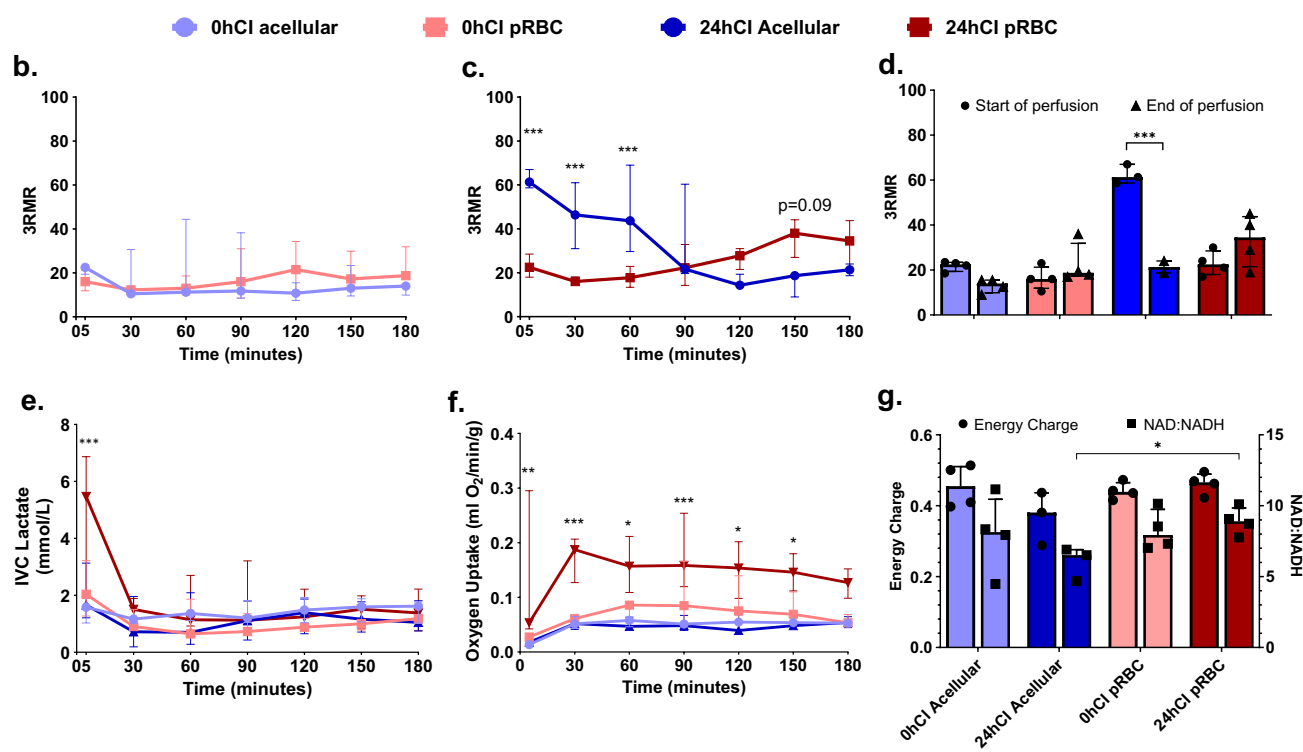 0hCI acellular 0hCI pRBC 24hCI Acellular 24hCI pRBC
b.
100
80
60
40
20
0
3RMR
05 30 60 90 120 150 180
Time (minutes)
c.
100
80
60
40
20
0
3RMR
***
***
***
p=0.09
05 30 60 90 120 150 180
Time (minutes)
d.
100
80
60
40
20
0
3RMR
Start of perfusion End of perfusion
***
e.
8
6
4
2
0
IVC Lactate
(mmol/L)
***
05 30 60 90 120 150 180
Time (minutes)
f.
0.4
0.3
0.2
0.1
0.0
Oxygen Uptake (ml O₂/min/g)
**
***
*
***
*
*
0 5 30 60 90 120 150 180
Time (minutes)
g.
Energy Charge NAD:NADH
*
0.6
0.4
0.2
0.0
Energy Charge
15
10
5
0
NAD:NADH
0hCI Acellular
24hCI Acellular
0hCI pRBC
24hCI pRBC